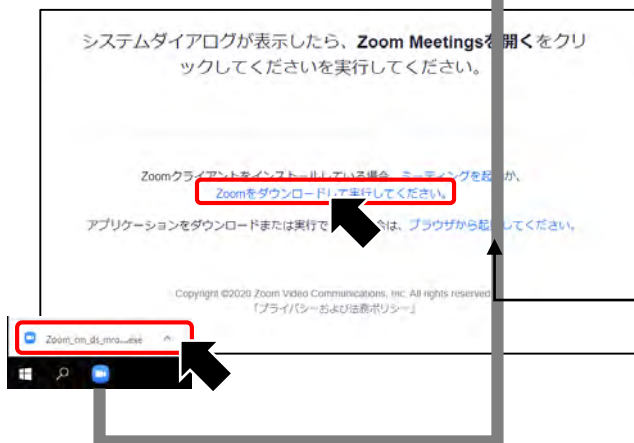 システムダイアログが表示したら、Zoom Meetingsを開くをクリ
ックしてくださいを実行してください。
Zoomクライアントをインストールしている場合、ミーティングを起 か、
Zoomをダウンロードして実行してください。
アプリケーションをダウンロードまたは実行で は、ブラウザから起 してください。
Copyright ©2020 Zoom Video Communications, Inc. All rights reserved
「プライバシーおよび法務ポリシー」
Zoom_cm_ds_mro....exe